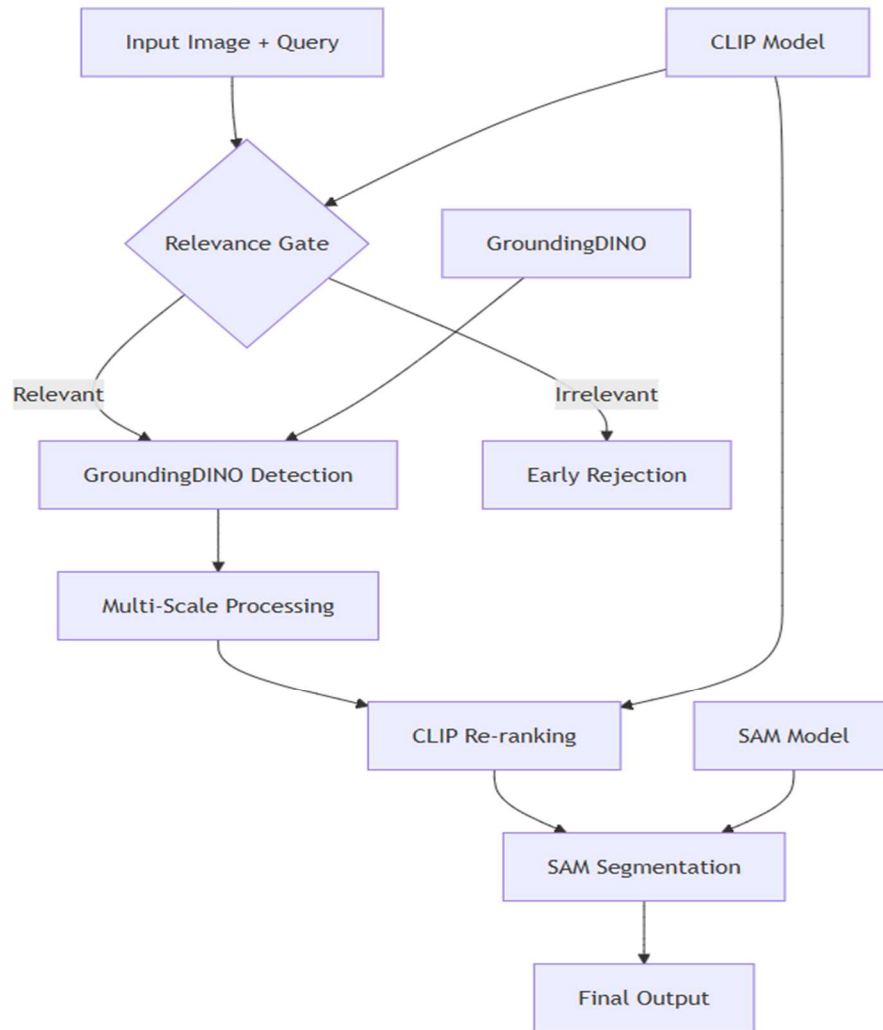 Input Image + Query
CLIP Model
Relevance Gate
GroundingDINO
Relevant
Irrelevant
GroundingDINO Detection
Early Rejection
Multi-Scale Processing
CLIP Re-ranking
SAM Model
SAM Segmentation
Final Output